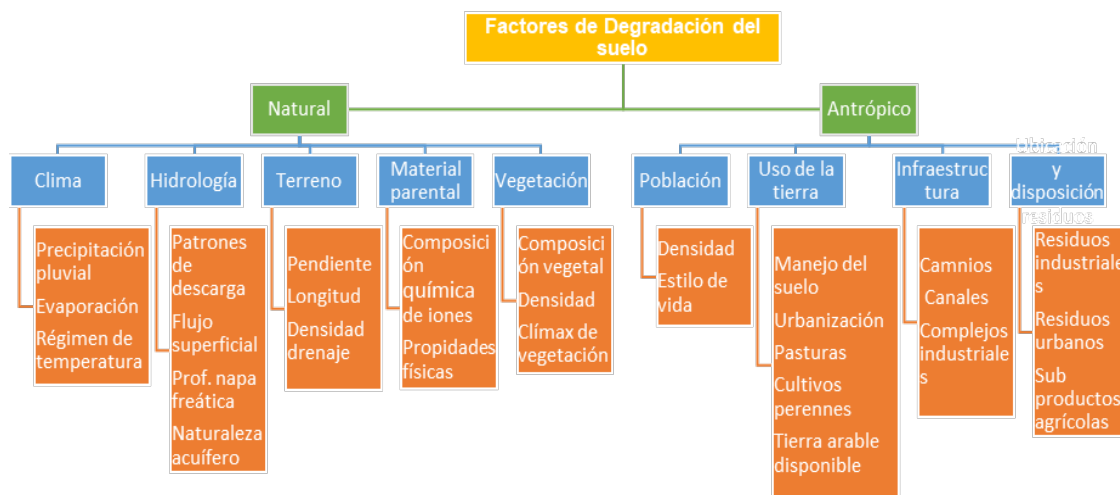 Factores de Degradación del
suelo
Natural
Antrópico
Clima
Hidrología
Terreno
Material
parental
Vegetación
Población
Uso de la
tierra
Infraestruc
tura
Ubicación
y
disposición
residuos
Precipitación
pluvial
Evaporación
Régimen de
temperatura
Patrones
de
descarga
Flujo
superficial
Prof. napa
freática
Naturaleza
acuífero
Pendiente
Longitud
Densidad
drenaje
Composici
ón
química
de iones
Propidades
físicas
Composici
ón vegetal
Densidad
Clímax de
vegetación
Densidad
Estilo de
vida
Manejo del
suelo
Urbanización
Pasturas
Cultivos
perennes
Tierra arable
disponible
Camnios
Canales
Complejos
industriale
s
Residuos
industriale
s
Residuos
urbanos
Sub
productos
agrícolas